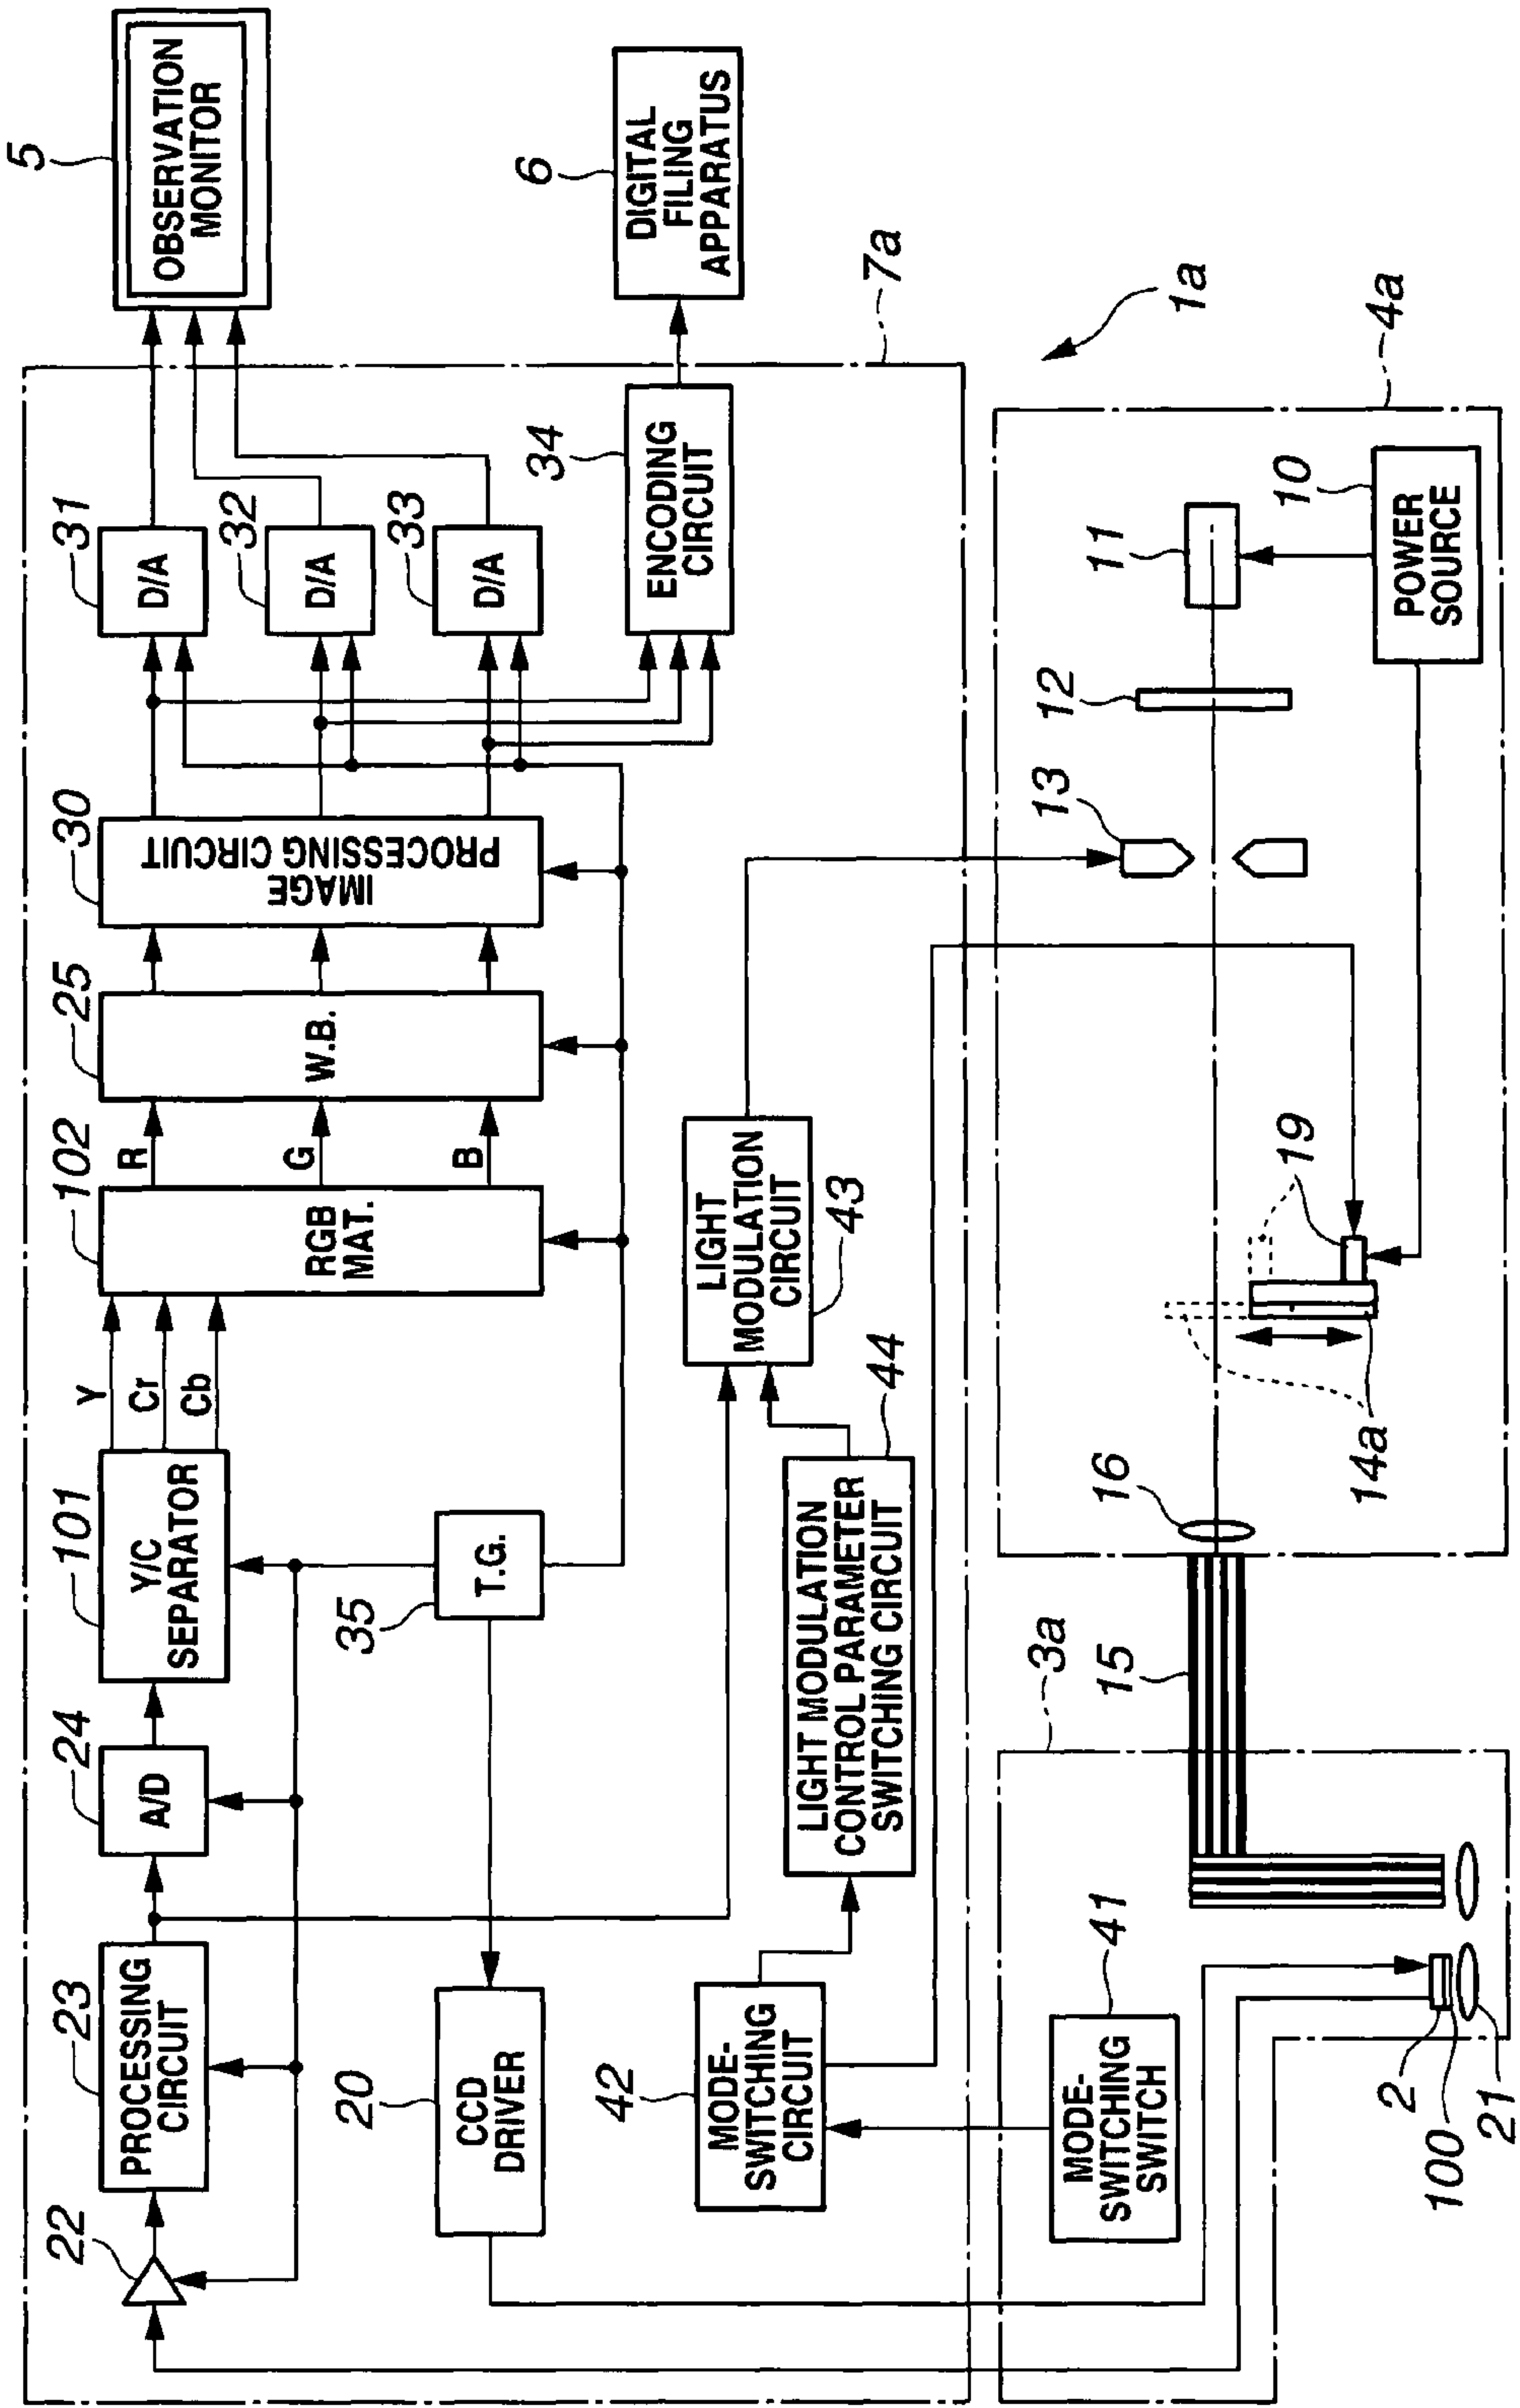 5
OBSERVATION
MONITOR
6
DIGITAL
FILING
APPARATUS
7a
1a
4a
31
D/A
32
D/A
33
D/A
34
ENCODING
CIRCUIT
30
IMAGE
PROCESSING CIRCUIT
25
W.B.
102
RGB
MAT.
R
G
B
Y
Cr
Cb
101
Y/C
SEPARATOR
24
A/D
23
PROCESSING
CIRCUIT
22
35
T.G.
20
CCD
DRIVER
LIGHT
MODULATION
CIRCUIT
43
44
LIGHT MODULATION
CONTROL PARAMETER
SWITCHING CIRCUIT
42
MODE-
SWITCHING
CIRCUIT
41
MODE-
SWITCHING
SWITCH
10
POWER
SOURCE
11
12
13
19
14a
16
15
3a
2
100
21